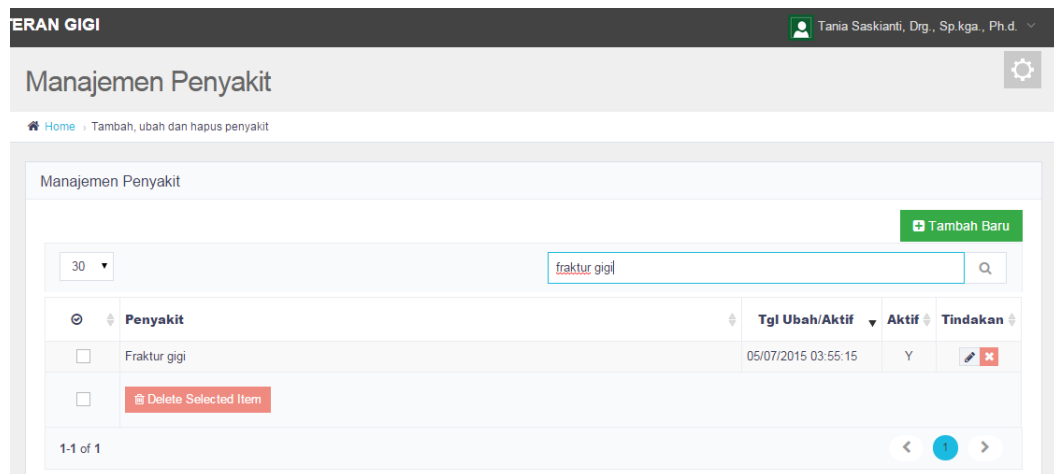 TERAN GIGI
Tania Saskianti, Drg., Sp.kga., Ph.d.
Manajemen Penyakit
Home › Tambah, ubah dan hapus penyakit
Manajemen Penyakit
Tambah Baru
30
fraktur gigi
Penyakit Tgl Ubah/Aktif Aktif Tindakan
Fraktur gigi 05/07/2015 03:55:15 Y
Delete Selected Item
1-1 of 1
1